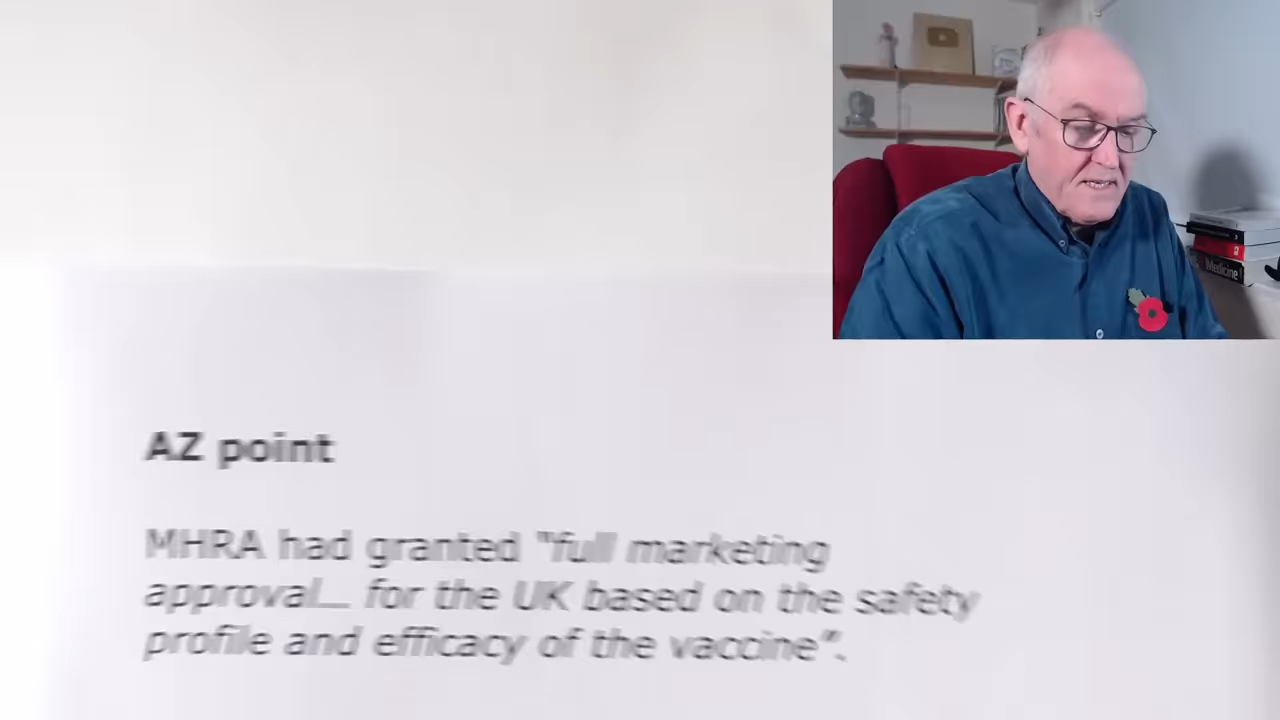 Medicine
AZ point
MHRA had granted "full marketing
approval... for the UK based on the safety
profile and efficacy of the vaccine".